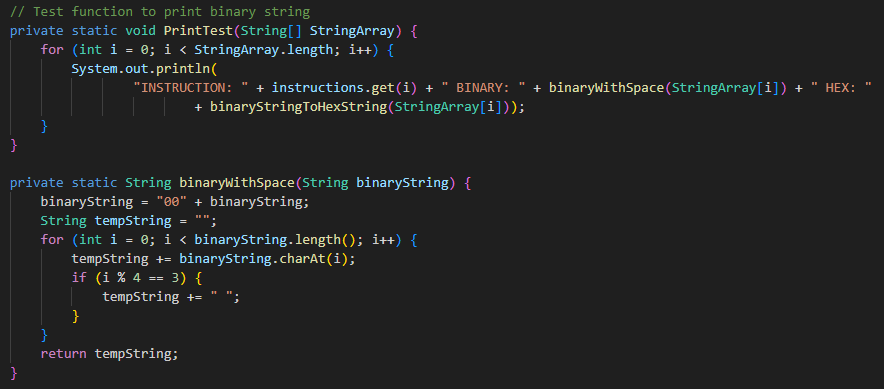 // Test function to print binary string
private static void PrintTest(String[] StringArray) {
for (int i = 0; i < StringArray.length; i++) {
System.out.println(
"INSTRUCTION: " + instructions.get(i) + " BINARY: " + binaryWithSpace(StringArray[i]) + " HEX: "
+ binaryStringToHexString(StringArray[i]));
}
}
private static String binaryWithSpace(String binaryString) {
binaryString = "00" + binaryString;
String tempString = "";
for (int i = 0; i < binaryString.length(); i++) {
tempString += binaryString.charAt(i);
if (i % 4 == 3) {
tempString += " ";
}
}
return tempString;
}